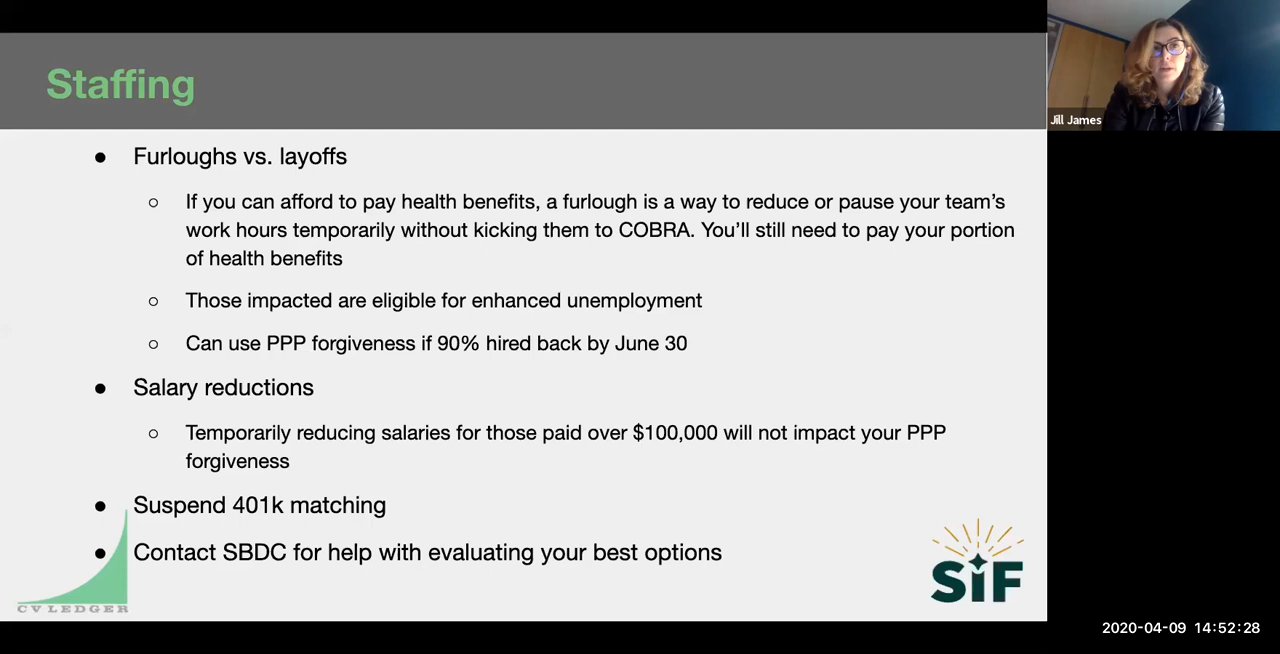 Staffing
● Furloughs vs. layoffs
○ If you can afford to pay health benefits, a furlough is a way to reduce or pause your team’s
work hours temporarily without kicking them to COBRA. You’ll still need to pay your portion
of health benefits
○ Those impacted are eligible for enhanced unemployment
○ Can use PPP forgiveness if 90% hired back by June 30
● Salary reductions
○ Temporarily reducing salaries for those paid over $100,000 will not impact your PPP
forgiveness
● Suspend 401k matching
● Contact SBDC for help with evaluating your best options
CV LEDGER
SiF
Jill James
2020-04-09 14:52:28